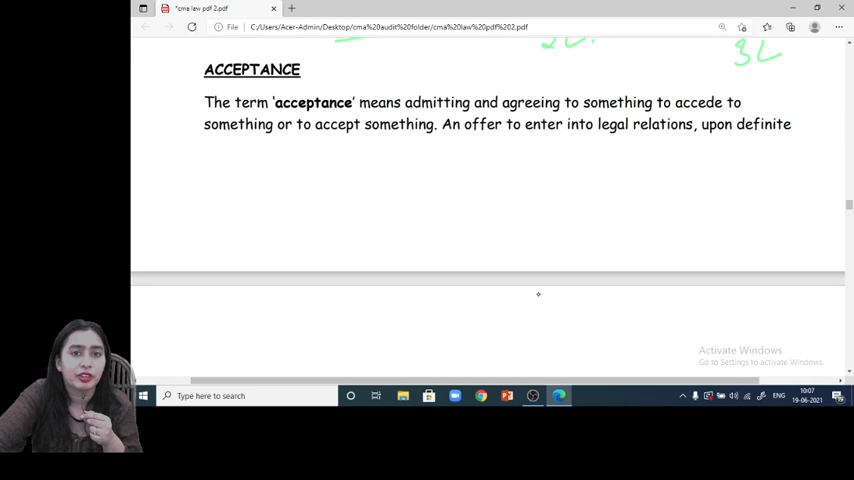 *cma law pdf 2.pdf
File
C:/Users/Acer-Admin/Desktop/cma%20audit%20folder/cma%20law%20pdf%202.pdf
2L.
3L
ACCEPTANCE
The term ‘acceptance’ means admitting and agreeing to something to accede to
something or to accept something. An offer to enter into legal relations, upon definite
Activate Windows
Go to Settings to activate Windows.
Type here to search
ENG
10:07
19-06-2021